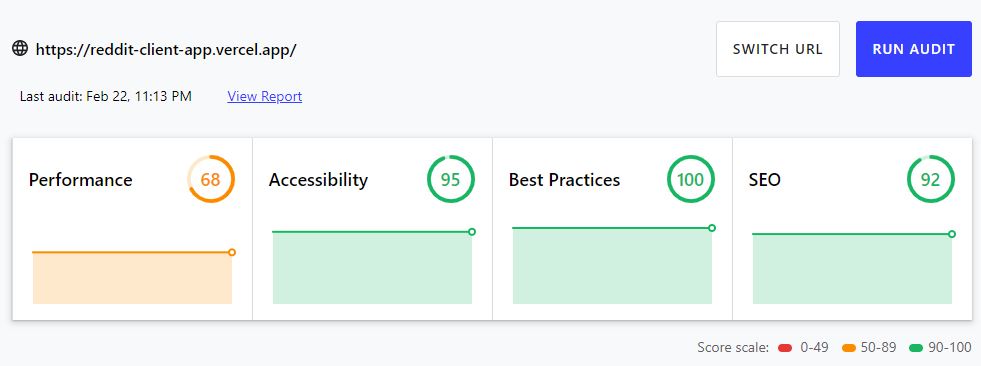 https://reddit-client-app.vercel.app/
SWITCH URL
RUN AUDIT
Last audit: Feb 22, 11:13 PM
View Report
Performance
68
Accessibility
95
Best Practices
100
SEO
92
Score scale: 0-49 50-89 90-100